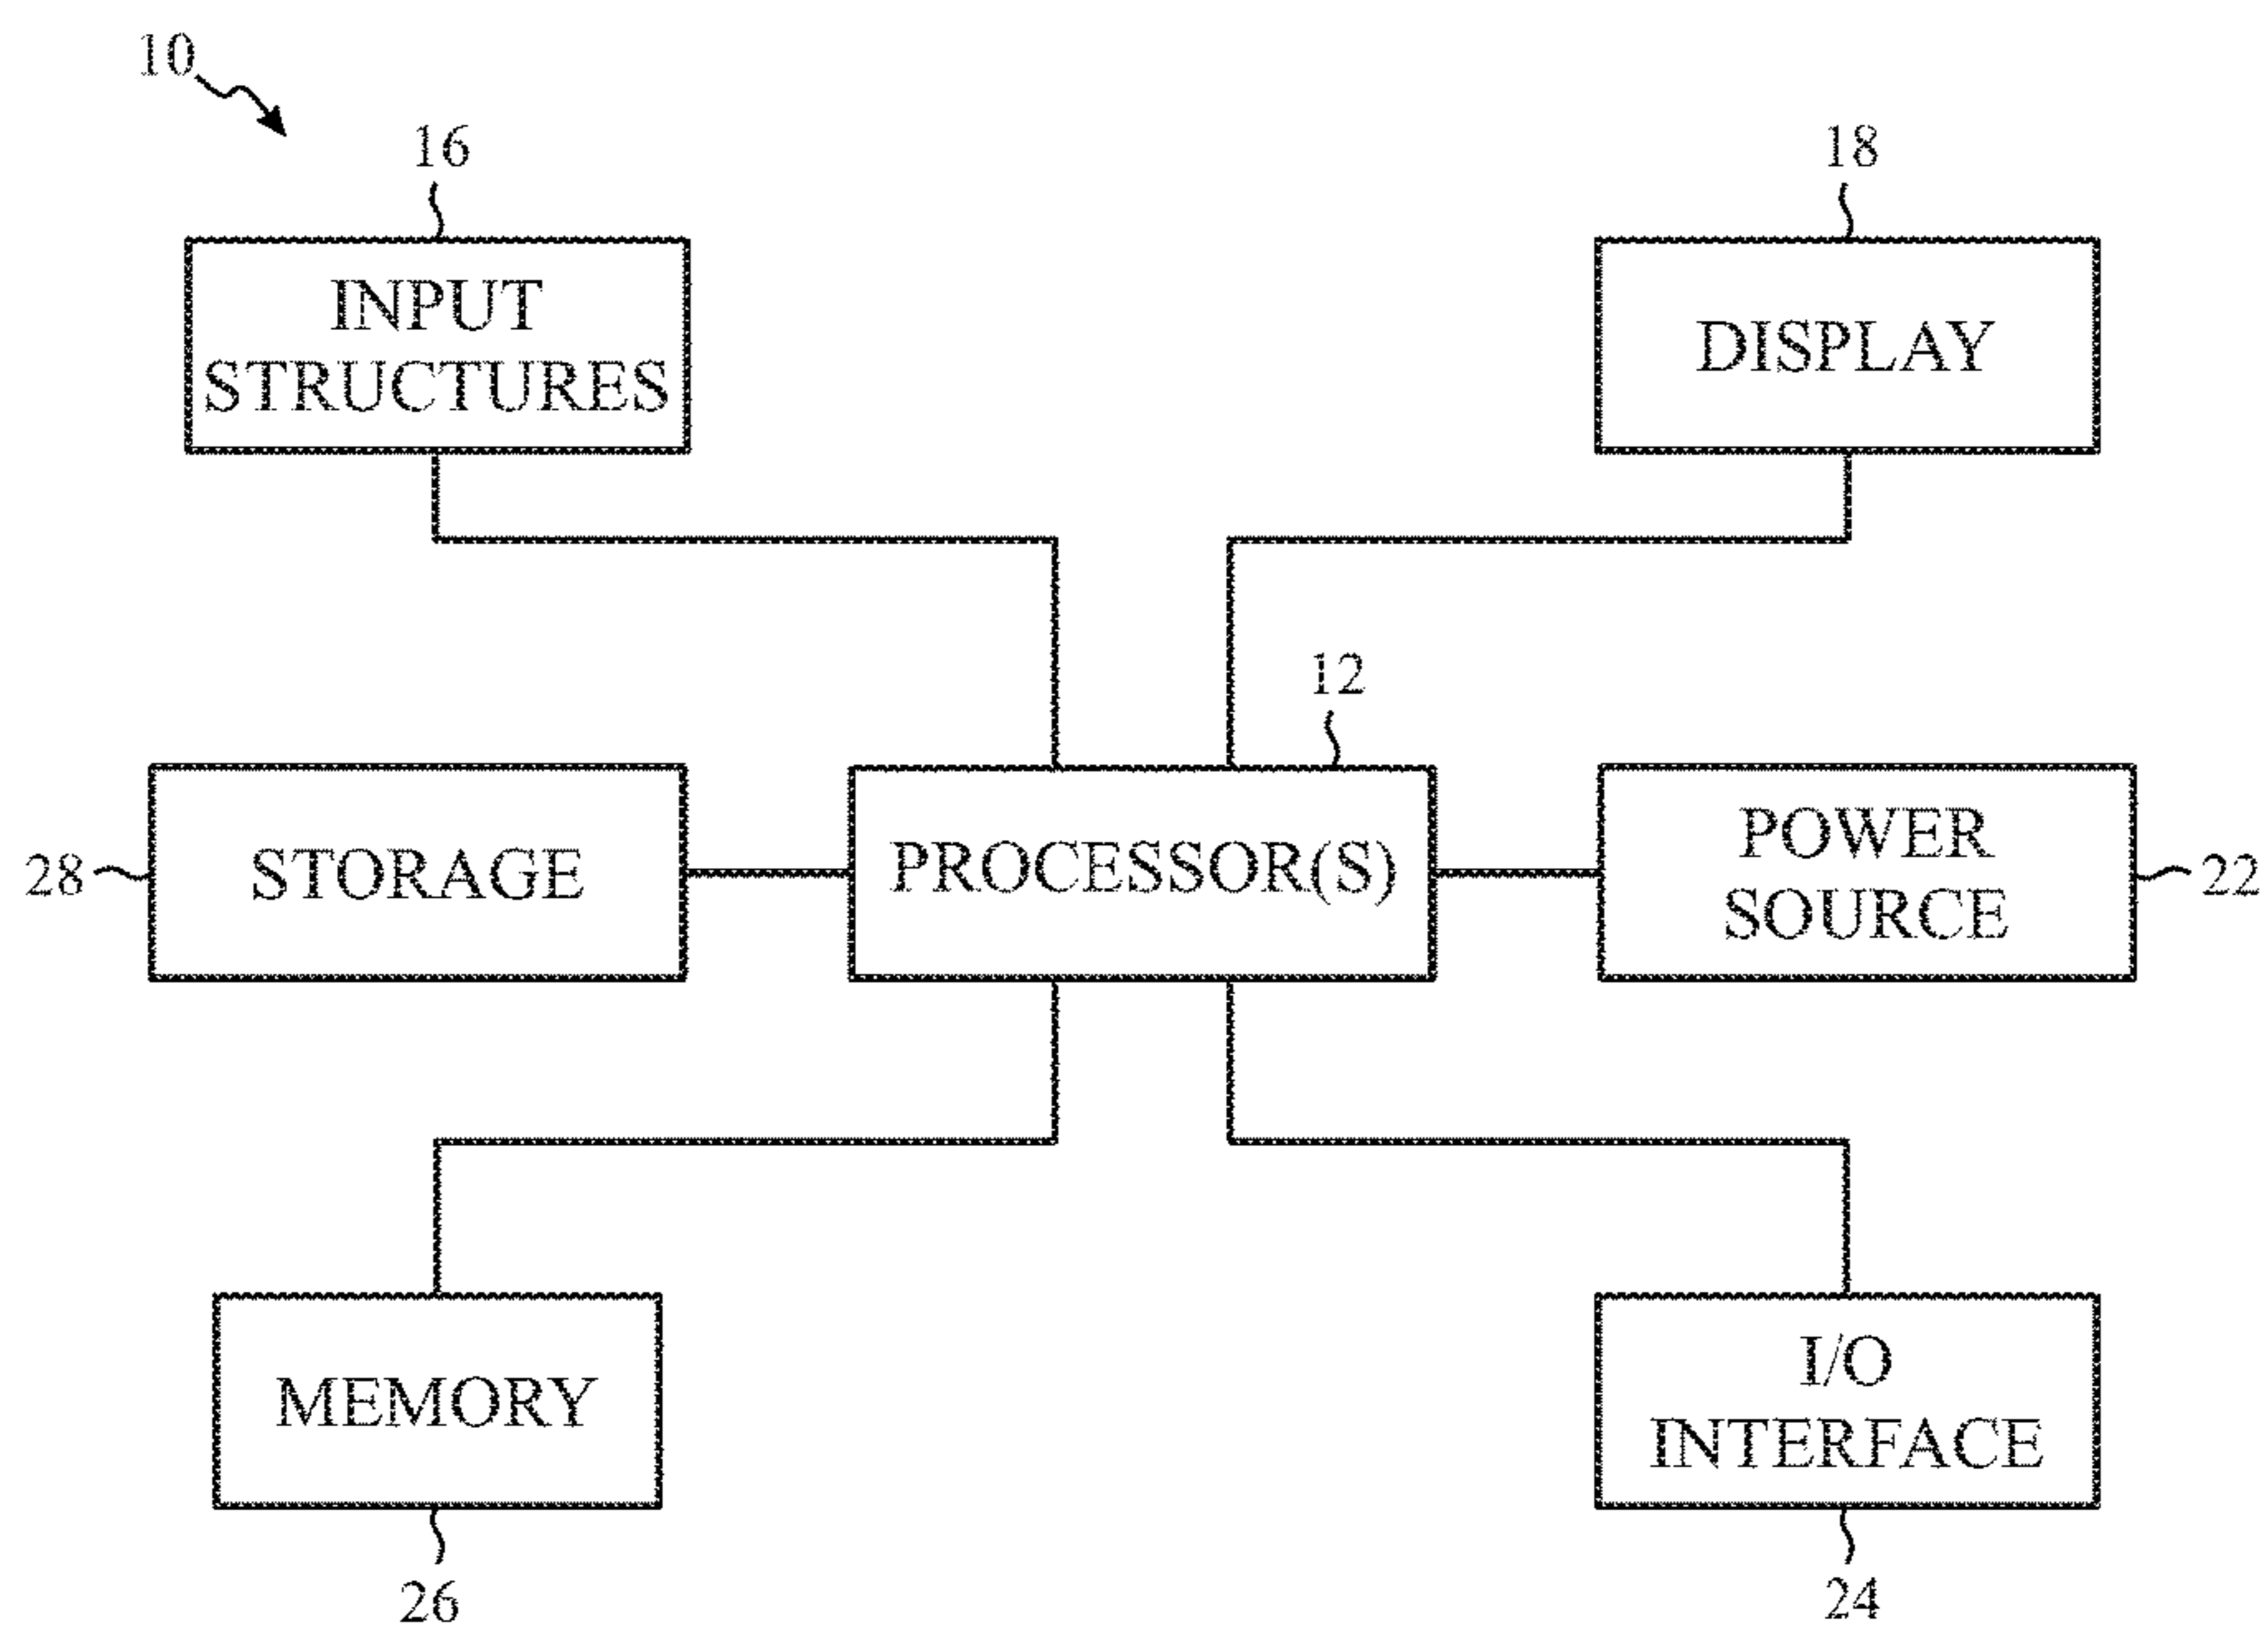 10
16
18
INPUT
STRUCTURES
DISPLAY
12
28
STORAGE
PROCESSOR(S)
POWER
SOURCE
22
MEMORY
I/O
INTERFACE
26
24